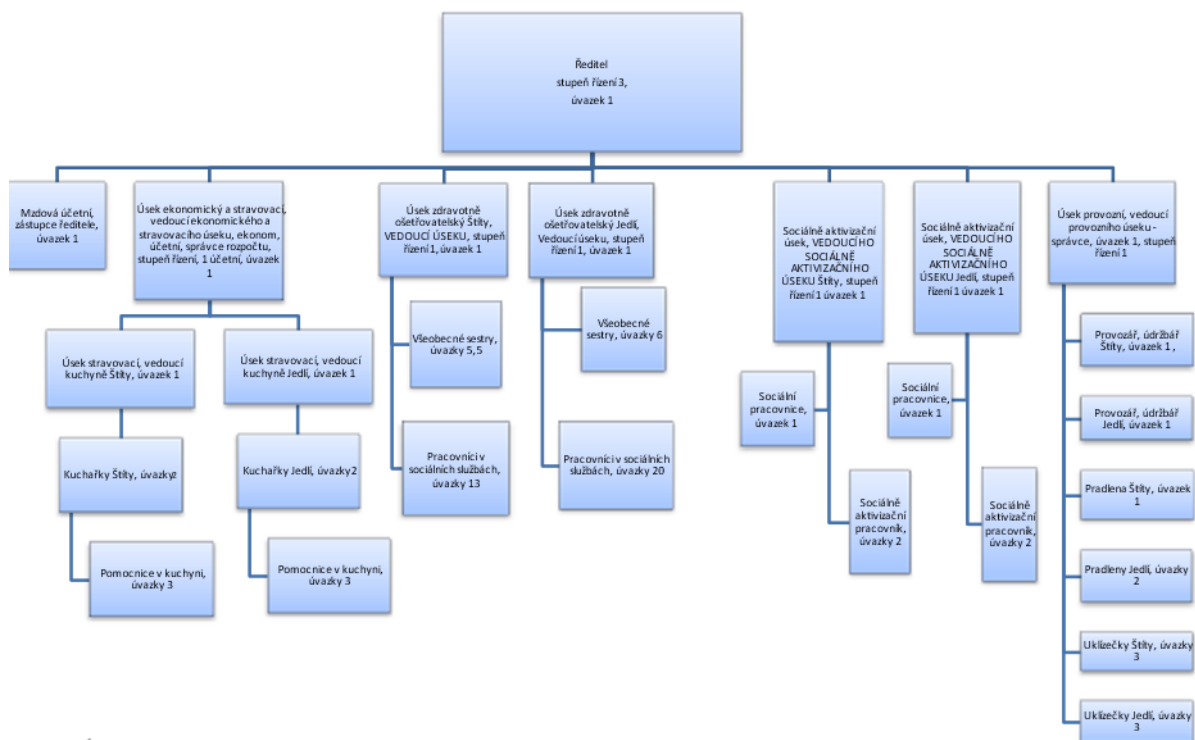 Ředitel
stupeň řízení 3,
úvazek 1
Mzdová účetní,
zástupce ředitele,
úvazek 1
Úsek ekonomický a stravovací,
vedoucí ekonomického a
stravovacího úseku, ekonom,
účetní, správce rozpočtu,
stupeň řízení, 1 účetní, úvazek
1
Úsek zdravotně
ošetřovatelský Štíty,
VEDOUCÍ ÚSEKU, stupeň
řízení 1, úvazek 1
Úsek zdravotně
ošetřovatelský Jedlí,
Vedoucí úseku, stupeň
řízení 1, úvazek 1
Sociálně aktivizační
úsek, VEDOUCÍHO
SOCIÁLNĚ
AKTIVIZAČNÍHO
ÚSEKU Štíty, stupeň
řízení 1 úvazek 1
Sociálně aktivizační
úsek, VEDOUCÍHO
SOCIÁLNĚ
AKTIVIZAČNÍHO
ÚSEKU Jedlí, stupeň
řízení 1 úvazek 1
Úsek provozní, vedoucí
provozního úseku -
správce, úvazek 1, stupeň
řízení 1
Úsek stravovací, vedoucí
kuchyně Štíty, úvazek 1
Úsek stravovací, vedoucí
kuchyně Jedlí, úvazek 1
Kuchařky Štíty, úvazky2
Kuchařky Jedlí, úvazky2
Pomocnice v kuchyni,
úvazky 3
Pomocnice v kuchyni,
úvazky 3
Všeobecné sestry,
úvazky 5,5
Pracovníci v
sociálních službách,
úvazky 13
Všeobecné
sestry, úvazky 6
Pracovníci v sociálních
službách, úvazky 20
Sociální
pracovnice,
úvazek 1
Sociálně
aktivizační
pracovník,
úvazky 2
Sociální
pracovnice,
úvazek 1
Sociálně
aktivizační
pracovník,
úvazky 2
Provozář, údržbář
Štíty, úvazek 1 ,
Provozář, údržbář
Jedlí, úvazek 1
Pradlena Štíty, úvazek
1
Pradleny Jedlí, úvazky
2
Uklízečky Štíty, úvazky
3
Uklízečky Jedlí, úvazky
3